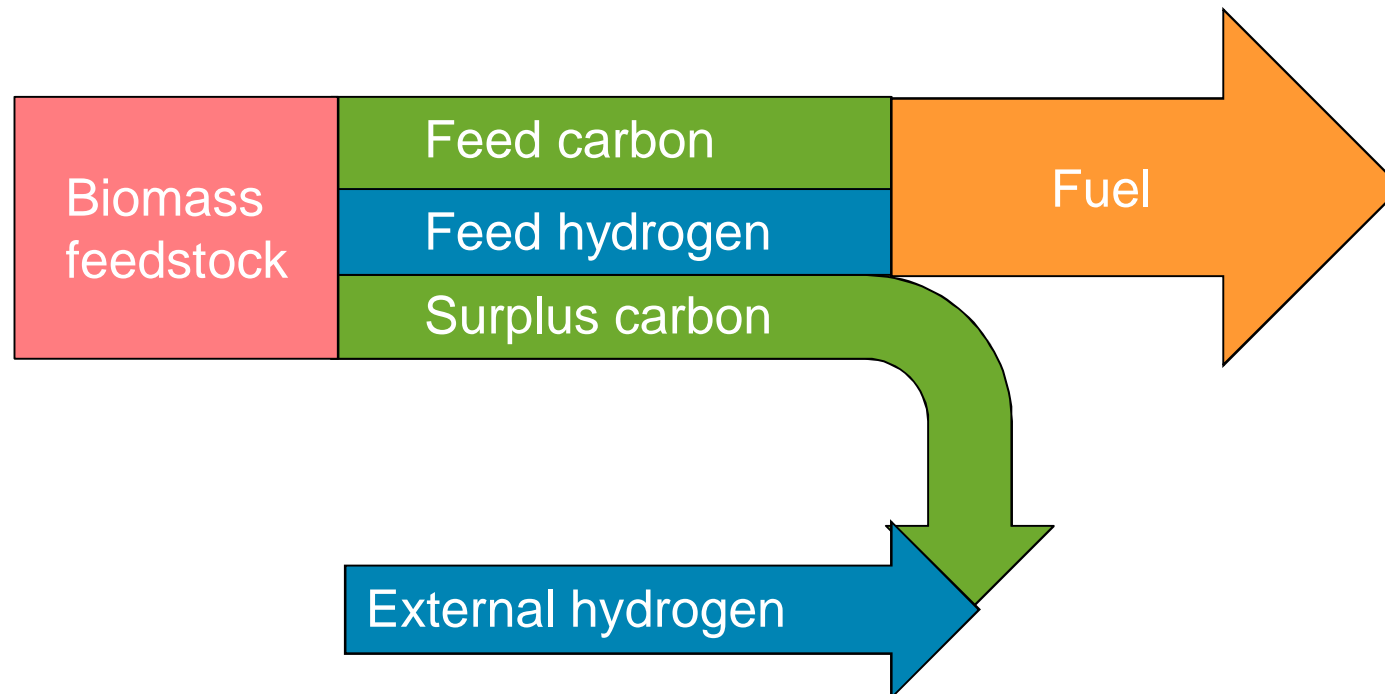 Biomass
feedstock
Feed carbon
Feed hydrogen
Surplus carbon
Fuel
External hydrogen